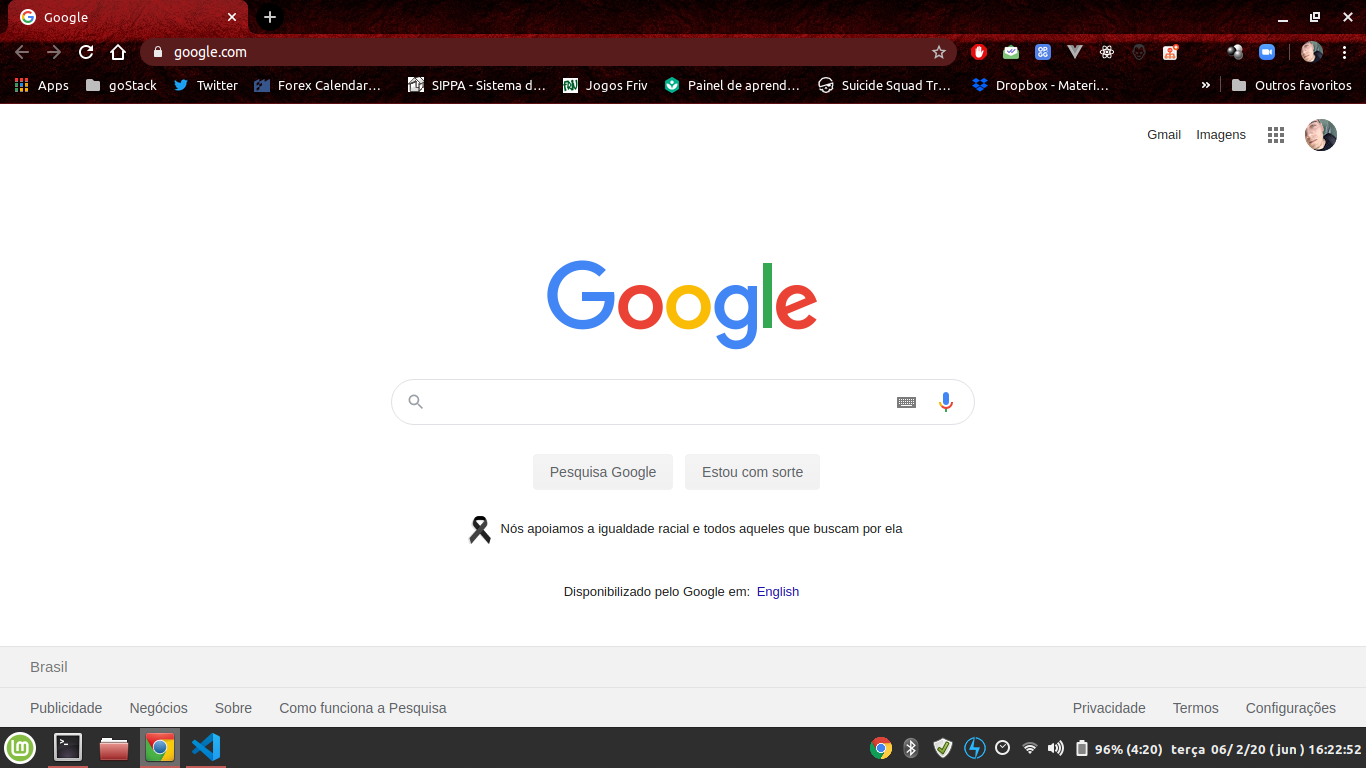 Google
google.com
Apps goStack Twitter Forex Calendar… SIPPA - Sistema d… Jogos Friv Painel de aprend… Suicide Squad Tr… Dropbox - Materi… » Outros favoritos
Gmail Imagens
Google
Pesquisa Google Estou com sorte
Nós apoiamos a igualdade racial e todos aqueles que buscam por ela
Disponibilizado pelo Google em: English
Brasil
Publicidade Negócios Sobre Como funciona a Pesquisa Privacidade Termos Configurações
96% (4:20) terça 06/ 2/20 ( jun ) 16:22:52